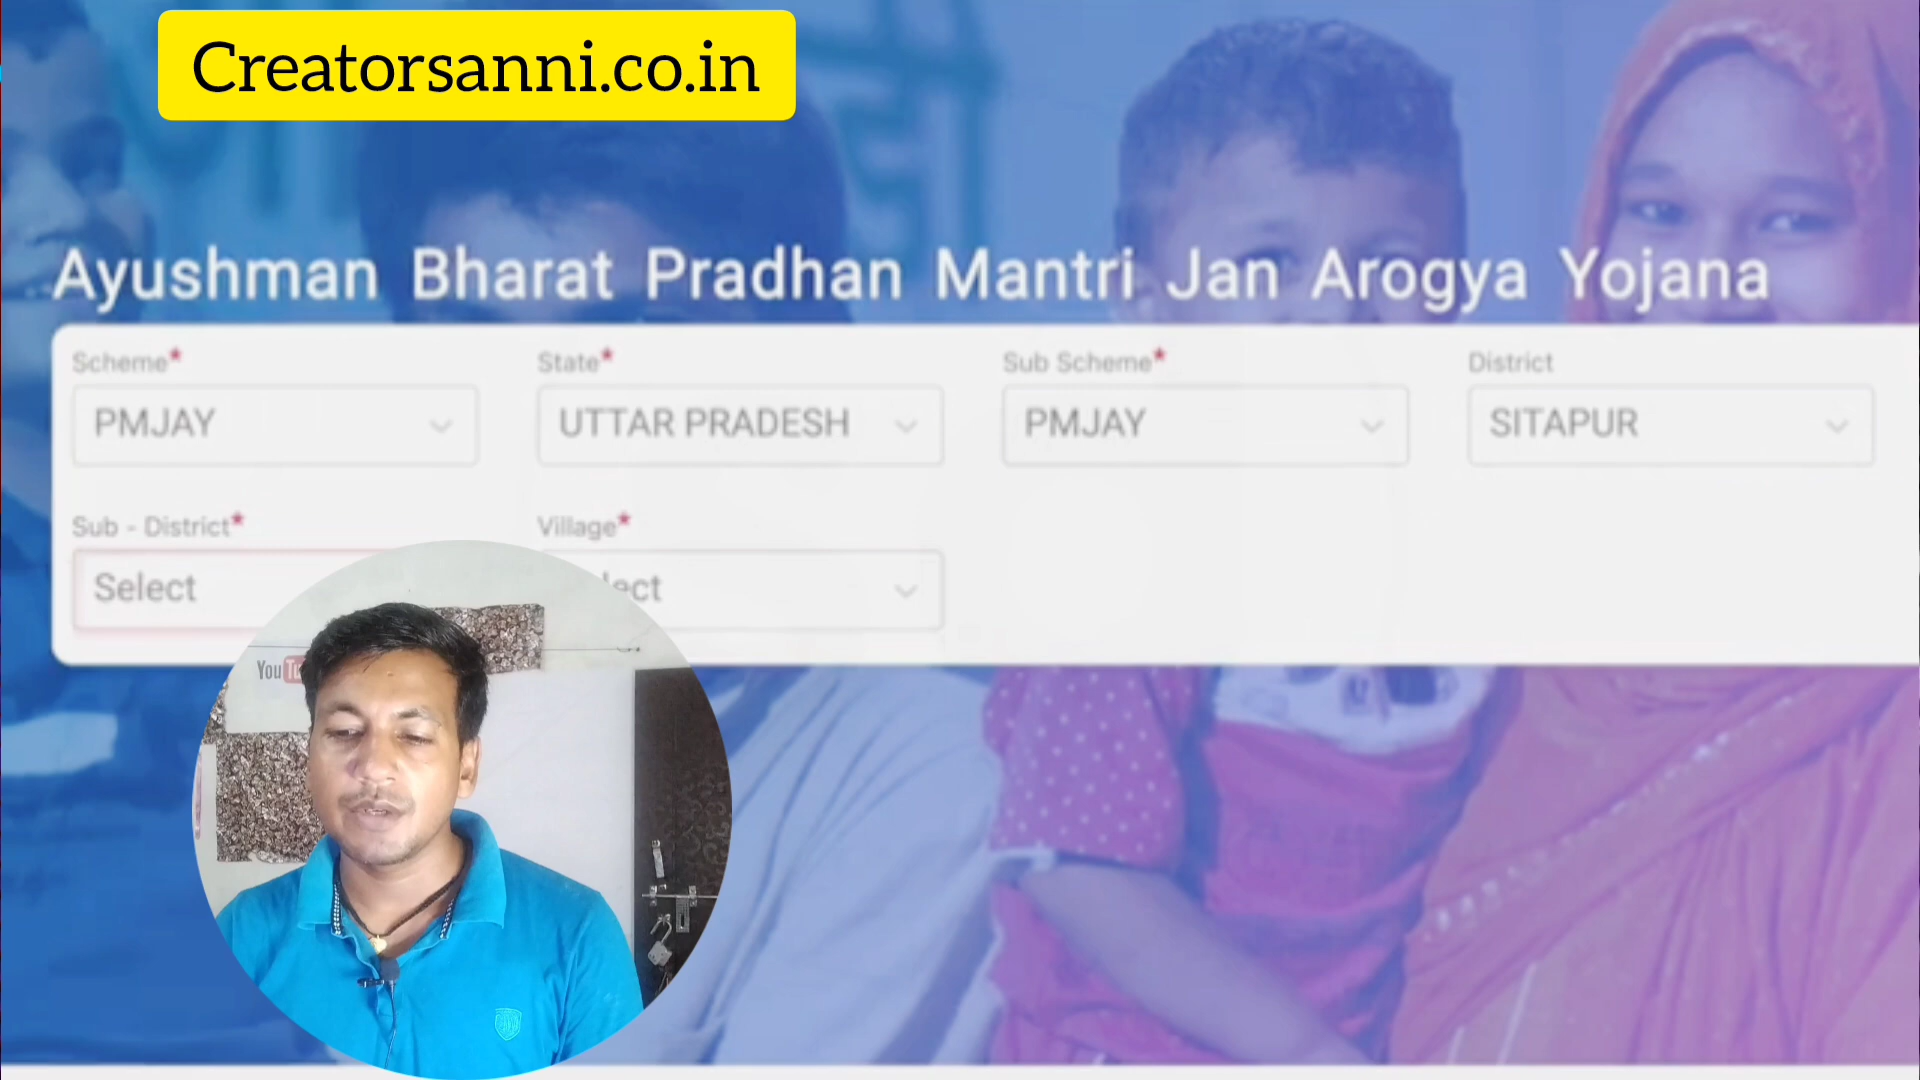 Creatorsanni.co.in
Ayushman Bharat Pradhan Mantri Jan Arogya Yojana
Scheme* State* Sub Scheme* District
PMJAY UTTAR PRADESH PMJAY SITAPUR
Sub - District* Village*
Select
You